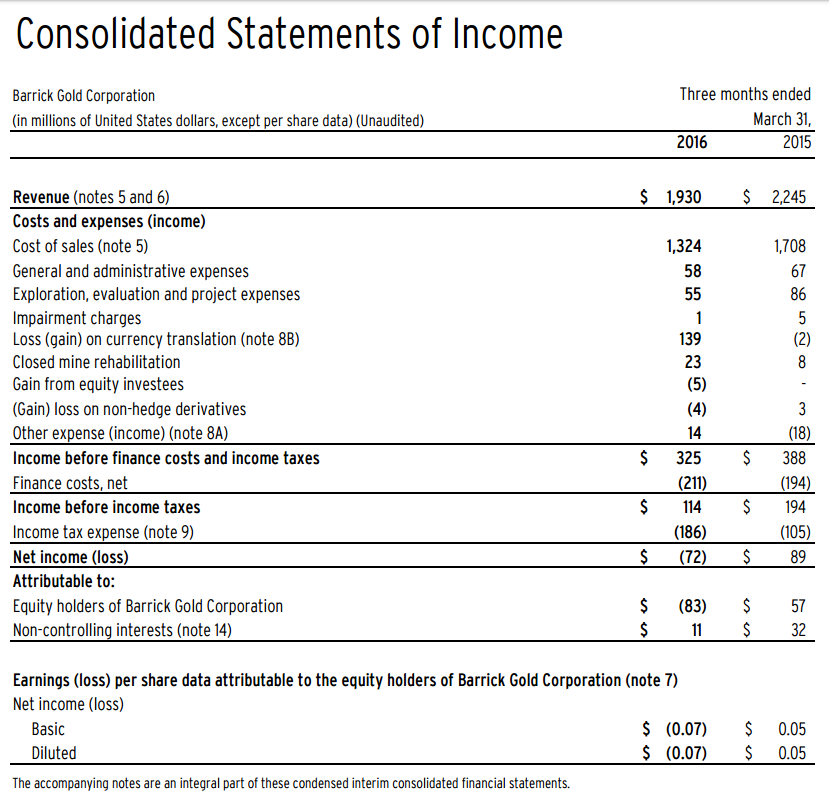 Consolidated Statements of Income
Barrick Gold Corporation Three months ended
(in millions of United States dollars, except per share data) (Unaudited) March 31,
2016 2015
Revenue (notes 5 and 6) $ 1,930 $ 2,245
Costs and expenses (income)
Cost of sales (note 5) 1,324 1,708
General and administrative expenses 58 67
Exploration, evaluation and project expenses 55 86
Impairment charges 1 5
Loss (gain) on currency translation (note 8B) 139 (2)
Closed mine rehabilitation 23 8
Gain from equity investees (5) -
(Gain) loss on non-hedge derivatives (4) 3
Other expense (income) (note 8A) 14 (18)
Income before finance costs and income taxes $ 325 $ 388
Finance costs, net (211) (194)
Income before income taxes $ 114 $ 194
Income tax expense (note 9) (186) (105)
Net income (loss) $ (72) $ 89
Attributable to:
Equity holders of Barrick Gold Corporation $ (83) $ 57
Non-controlling interests (note 14) $ 11 $ 32
Earnings (loss) per share data attributable to the equity holders of Barrick Gold Corporation (note 7)
Net income (loss)
Basic $ (0.07) $ 0.05
Diluted $ (0.07) $ 0.05
The accompanying notes are an integral part of these condensed interim consolidated financial statements.